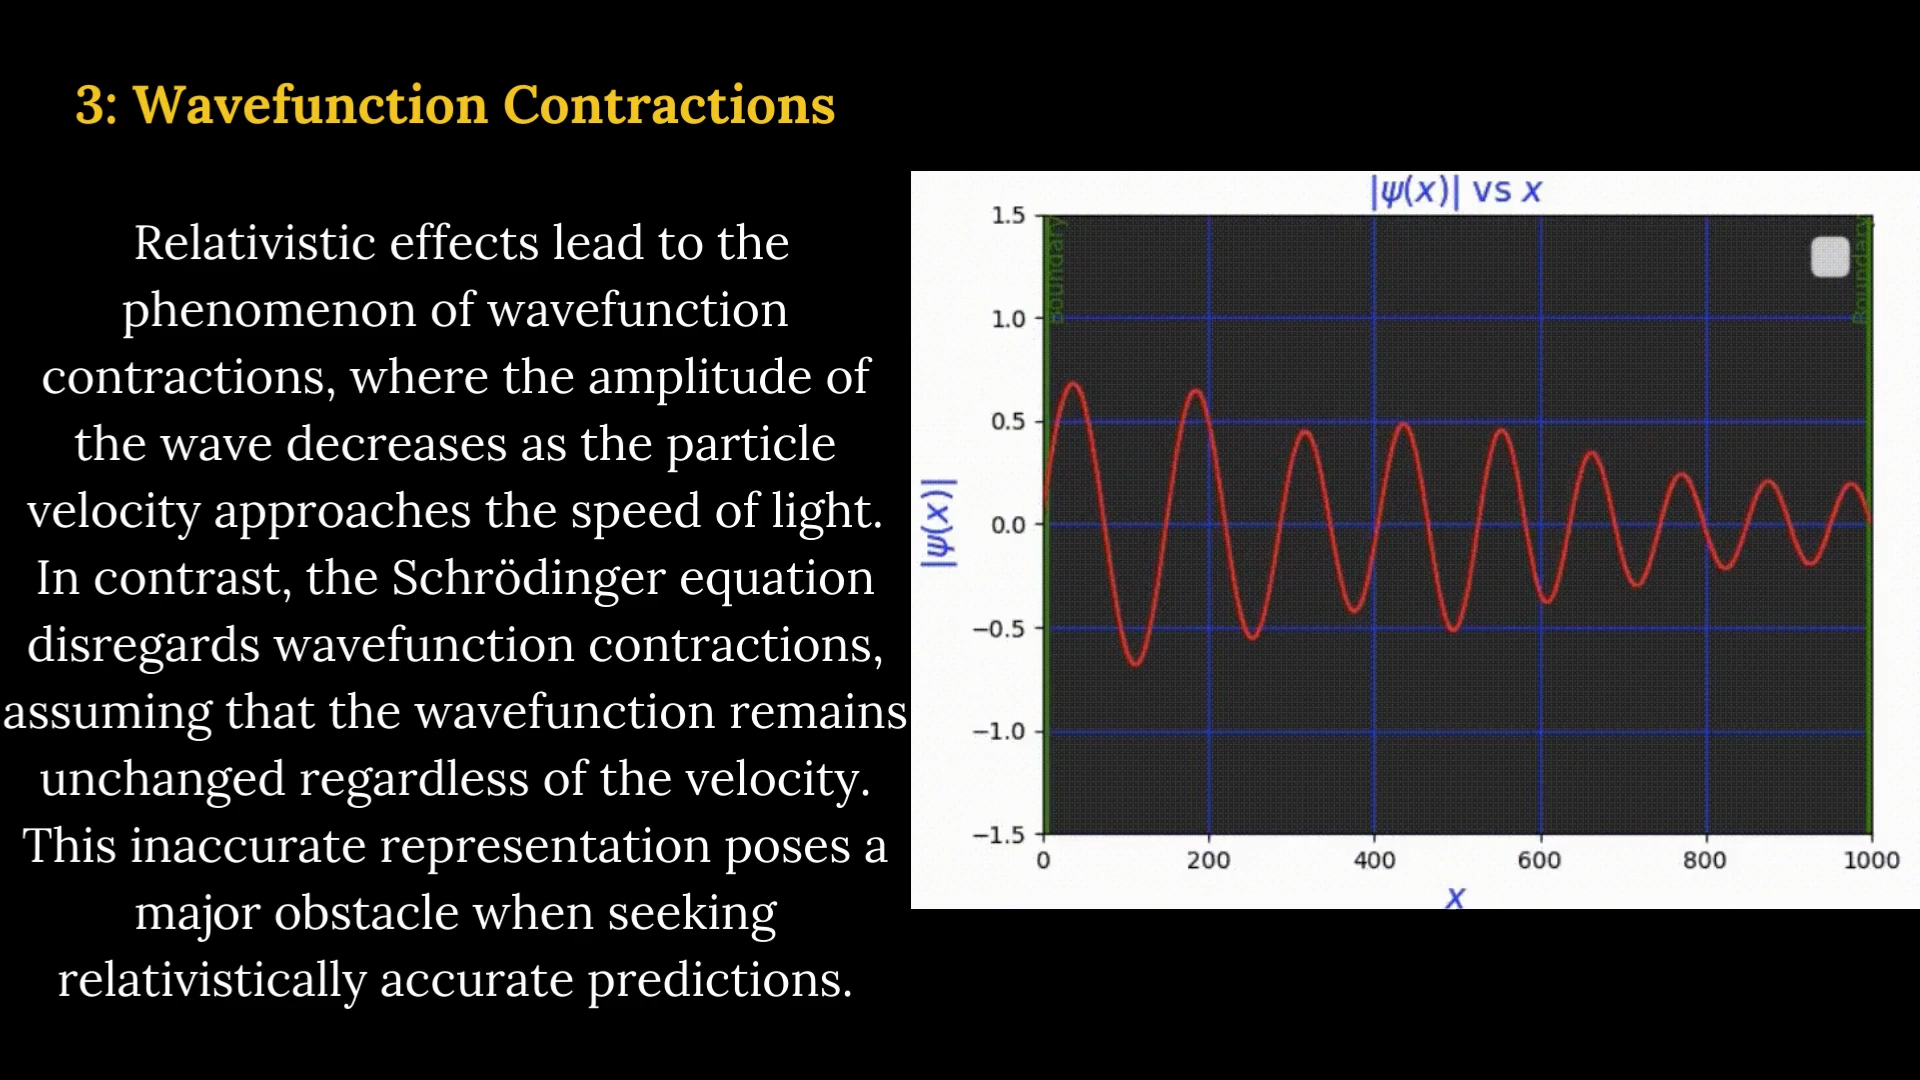 3: Wavefunction Contractions
Relativistic effects lead to the
phenomenon of wavefunction
contractions, where the amplitude of
the wave decreases as the particle
velocity approaches the speed of light.
In contrast, the Schrödinger equation
disregards wavefunction contractions,
assuming that the wavefunction remains
unchanged regardless of the velocity.
This inaccurate representation poses a
major obstacle when seeking
relativistically accurate predictions.
|ψ(x)| vs x
|ψ(x)|
1.5
1.0
0.5
0.0
−0.5
−1.0
−1.5
Boundary
Boundary
0 200 400 600 800 1000
x